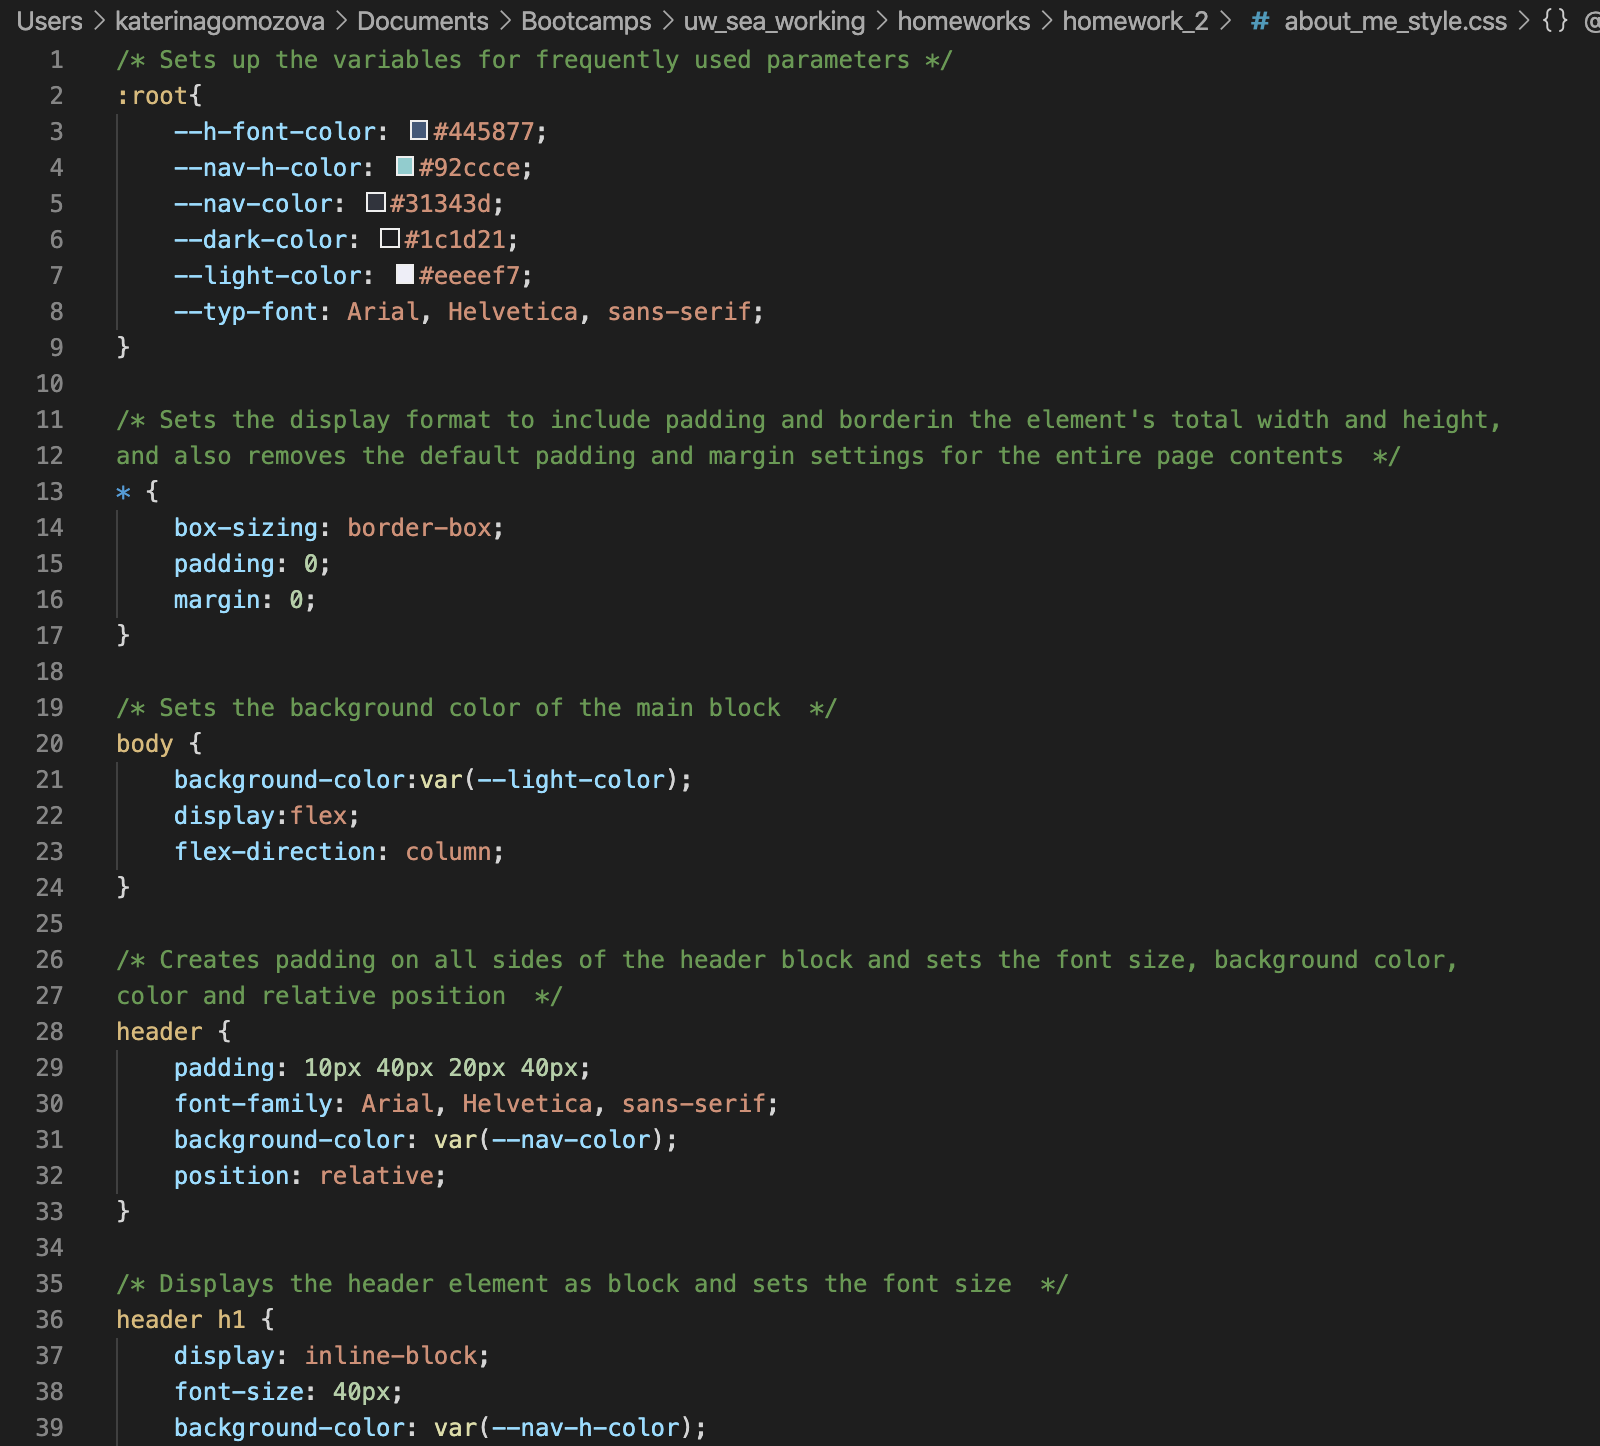 Users > katerinagomozova > Documents > Bootcamps > uw_sea_working > homeworks > homework_2 > # about_me_style.css > {} @
1 /* Sets up the variables for frequently used parameters */
2 :root{
3     --h-font-color: #445877;
4     --nav-h-color: #92ccce;
5     --nav-color: #31343d;
6     --dark-color: #1c1d21;
7     --light-color: #eeeef7;
8     --typ-font: Arial, Helvetica, sans-serif;
9 }
10
11 /* Sets the display format to include padding and borderin the element's total width and height,
12 and also removes the default padding and margin settings for the entire page contents  */
13 * {
14     box-sizing: border-box;
15     padding: 0;
16     margin: 0;
17 }
18
19 /* Sets the background color of the main block  */
20 body {
21     background-color:var(--light-color);
22     display:flex;
23     flex-direction: column;
24 }
25
26 /* Creates padding on all sides of the header block and sets the font size, background color,
27 color and relative position  */
28 header {
29     padding: 10px 40px 20px 40px;
30     font-family: Arial, Helvetica, sans-serif;
31     background-color: var(--nav-color);
32     position: relative;
33 }
34
35 /* Displays the header element as block and sets the font size  */
36 header h1 {
37     display: inline-block;
38     font-size: 40px;
39     background-color: var(--nav-h-color);